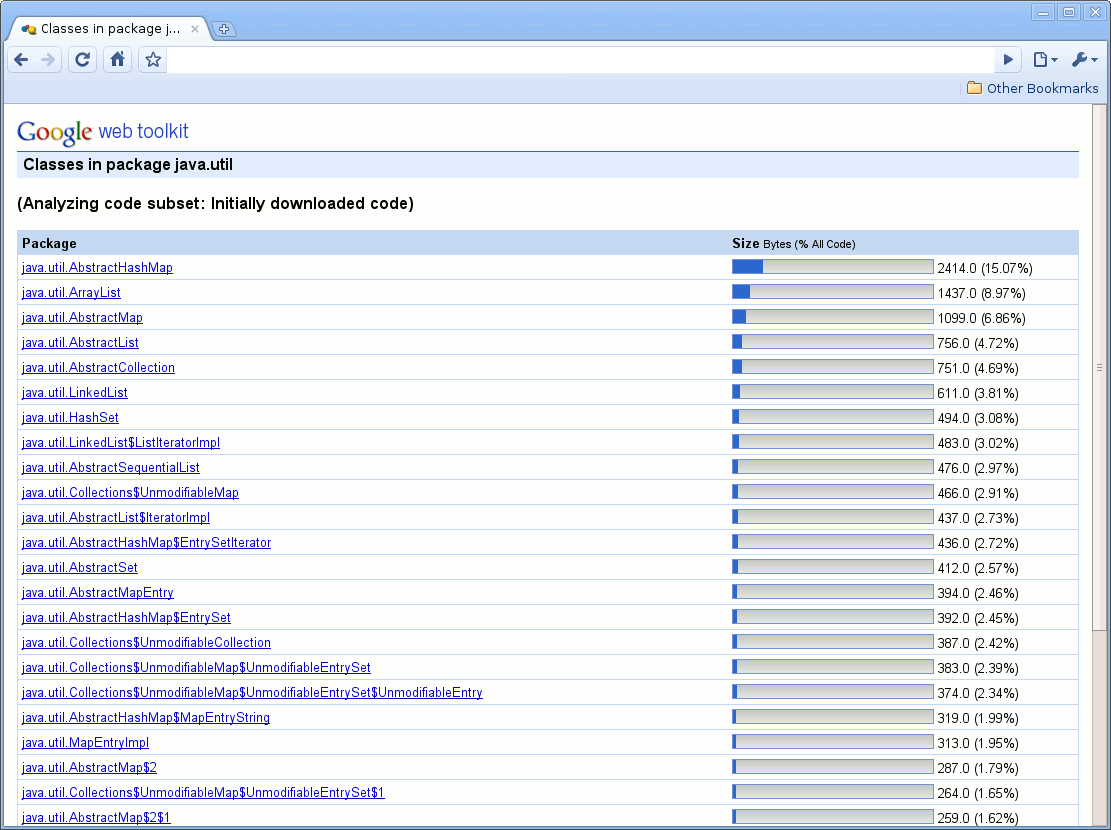 Classes in package j...
Other Bookmarks
Google web toolkit
Classes in package java.util
(Analyzing code subset: Initially downloaded code)
Package Size Bytes (% All Code)
java.util.AbstractHashMap 2414.0 (15.07%)
java.util.ArrayList 1437.0 (8.97%)
java.util.AbstractMap 1099.0 (6.86%)
java.util.AbstractList 756.0 (4.72%)
java.util.AbstractCollection 751.0 (4.69%)
java.util.LinkedList 611.0 (3.81%)
java.util.HashSet 494.0 (3.08%)
java.util.LinkedList$ListIteratorImpl 483.0 (3.02%)
java.util.AbstractSequentialList 476.0 (2.97%)
java.util.Collections$UnmodifiableMap 466.0 (2.91%)
java.util.AbstractList$IteratorImpl 437.0 (2.73%)
java.util.AbstractHashMap$EntrySetIterator 436.0 (2.72%)
java.util.AbstractSet 412.0 (2.57%)
java.util.AbstractMapEntry 394.0 (2.46%)
java.util.AbstractHashMap$EntrySet 392.0 (2.45%)
java.util.Collections$UnmodifiableCollection 387.0 (2.42%)
java.util.Collections$UnmodifiableMap$UnmodifiableEntrySet 383.0 (2.39%)
java.util.Collections$UnmodifiableMap$UnmodifiableEntrySet$UnmodifiableEntry 374.0 (2.34%)
java.util.AbstractHashMap$MapEntryString 319.0 (1.99%)
java.util.MapEntryImpl 313.0 (1.95%)
java.util.AbstractMap$2 287.0 (1.79%)
java.util.Collections$UnmodifiableMap$UnmodifiableEntrySet$1 264.0 (1.65%)
java.util.AbstractMap$2$1 259.0 (1.62%)